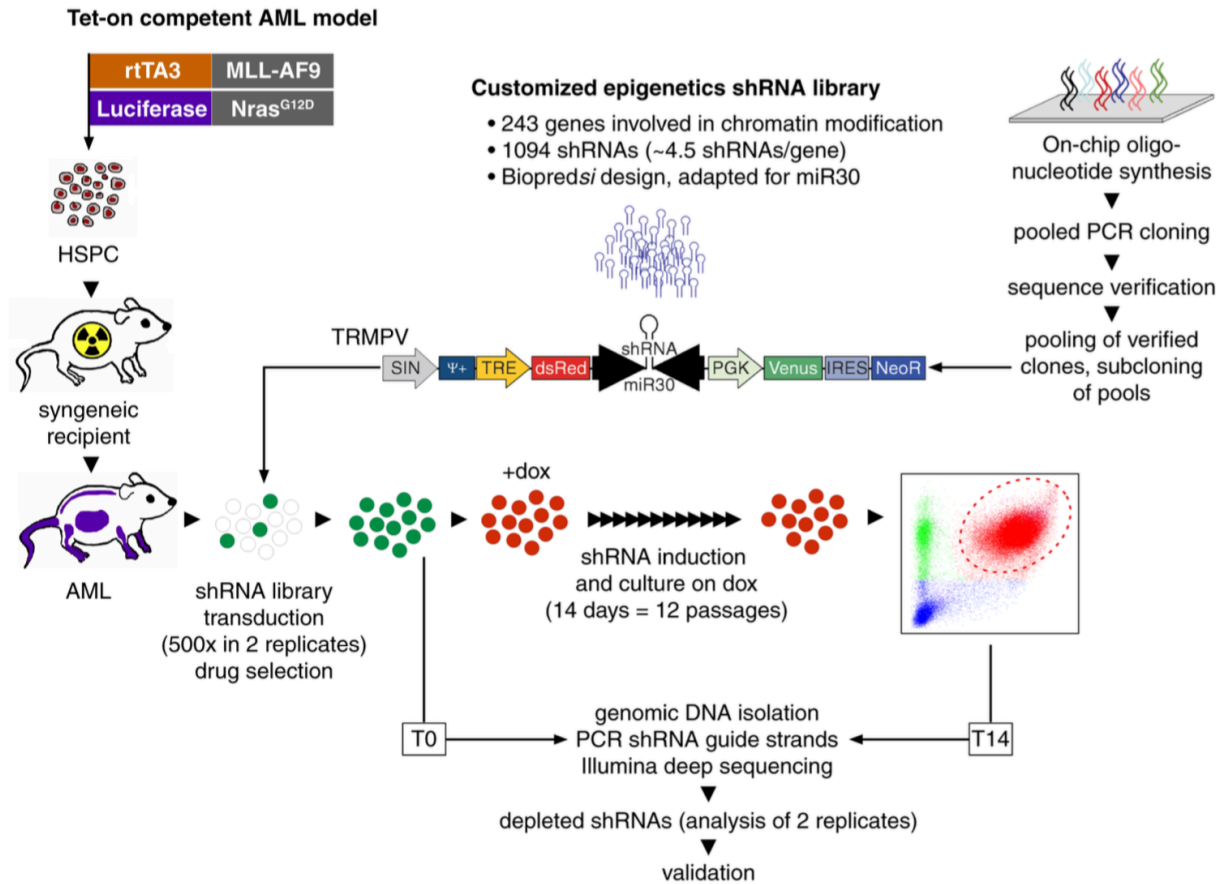 Tet-on competent AML model
rtTA3 MLL-AF9
Luciferase NrasG12D
HSPC
syngeneic
recipient
AML
Customized epigenetics shRNA library
• 243 genes involved in chromatin modification
• 1094 shRNAs (~4.5 shRNAs/gene)
• Biopredsi design, adapted for miR30
On-chip oligo-
nucleotide synthesis
pooled PCR cloning
sequence verification
pooling of verified
clones, subcloning
of pools
TRMPV
SIN Ψ+ TRE dsRed shRNA miR30 PGK Venus IRES NeoR
shRNA library
transduction
(500x in 2 replicates)
drug selection
+dox
shRNA induction
and culture on dox
(14 days = 12 passages)
T0
T14
genomic DNA isolation
PCR shRNA guide strands
Illumina deep sequencing
depleted shRNAs (analysis of 2 replicates)
validation